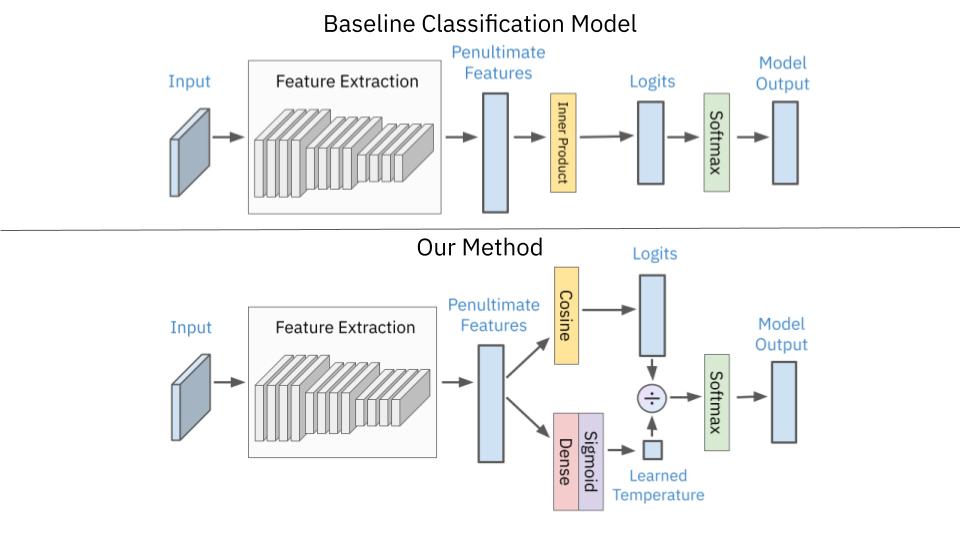 Baseline Classification Model
Input
Feature Extraction
Penultimate
Features
Inner Product
Logits
Softmax
Model
Output
Our Method
Input
Feature Extraction
Penultimate
Features
Cosine
Logits
÷
Dense
Sigmoid
Learned
Temperature
Softmax
Model
Output